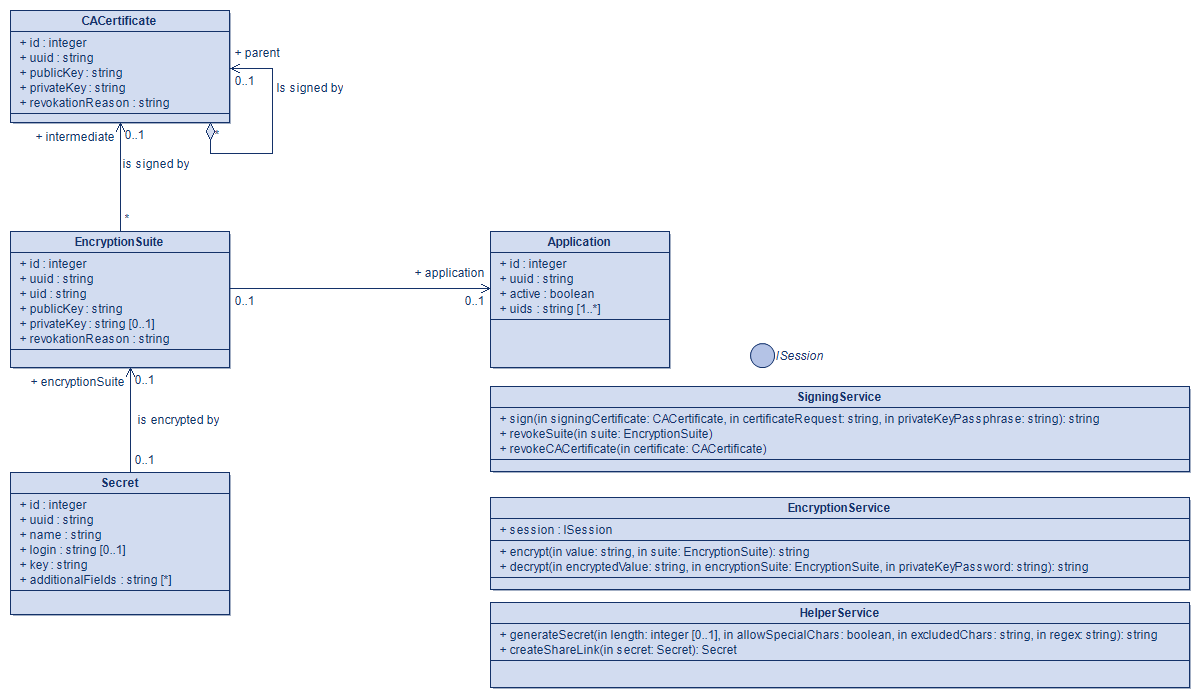 CACertificate
+ id : integer
+ uuid : string
+ publicKey : string
+ privateKey : string
+ revokationReason : string
+ parent
0..1
Is signed by
*
+ intermediate
0..1
is signed by
*
EncryptionSuite
+ id : integer
+ uuid : string
+ uid : string
+ publicKey : string
+ privateKey : string [0..1]
+ revokationReason : string
+ application
0..1
0..1
Application
+ id : integer
+ uuid : string
+ active : boolean
+ uids : string [1..*]
ISession
+ encryptionSuite
0..1
is encrypted by
0..1
Secret
+ id : integer
+ uuid : string
+ name : string
+ login : string [0..1]
+ key : string
+ additionalFields : string [*]
SigningService
+ sign(in signingCertificate: CACertificate, in certificateRequest: string, in privateKeyPassphrase: string): string
+ revokeSuite(in suite: EncryptionSuite)
+ revokeCACertificate(in certificate: CACertificate)
EncryptionService
+ session : ISession
+ encrypt(in value: string, in suite: EncryptionSuite): string
+ decrypt(in encryptedValue: string, in encryptionSuite: EncryptionSuite, in privateKeyPassword: string): string
HelperService
+ generateSecret(in length: integer [0..1], in allowSpecialChars: boolean, in excludedChars: string, in regex: string): string
+ createShareLink(in secret: Secret): Secret